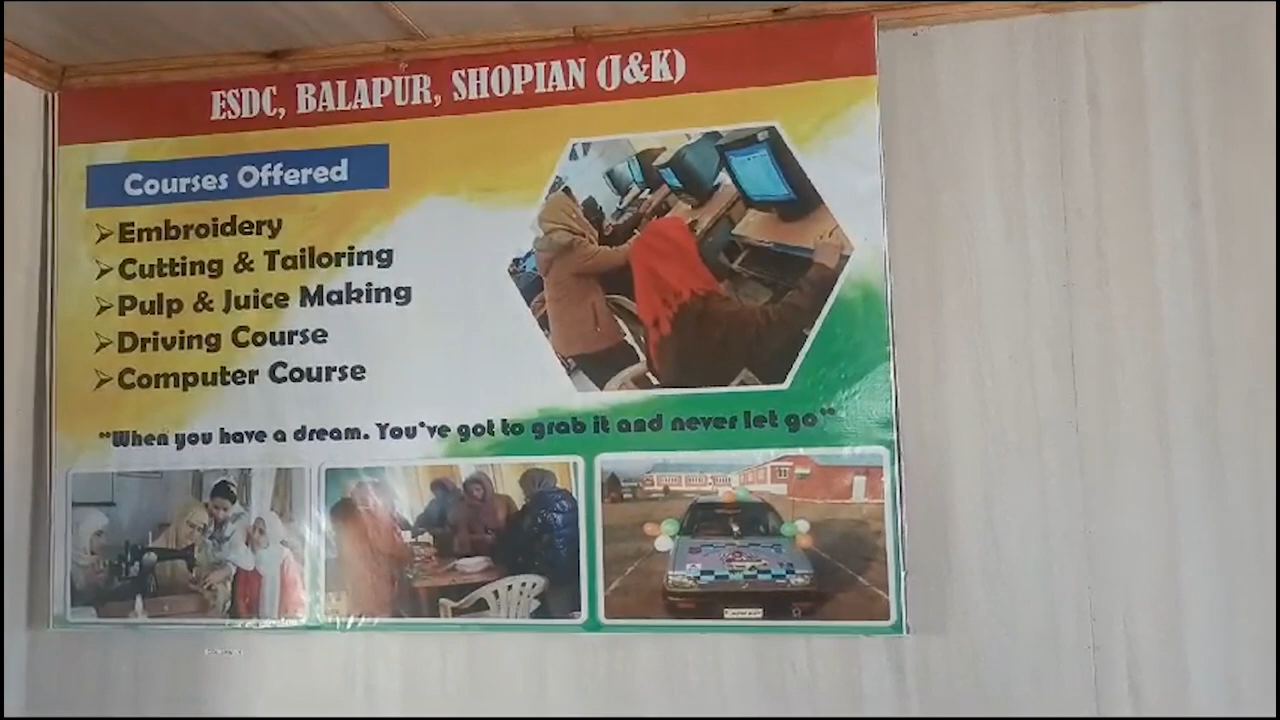 ESDC, BALAPUR, SHOPIAN (J&K)
Courses Offered
➢Embroidery
➢Cutting & Tailoring
➢Pulp & Juice Making
➢Driving Course
➢Computer Course
"When you have a dream. You've got to grab it and never let go"